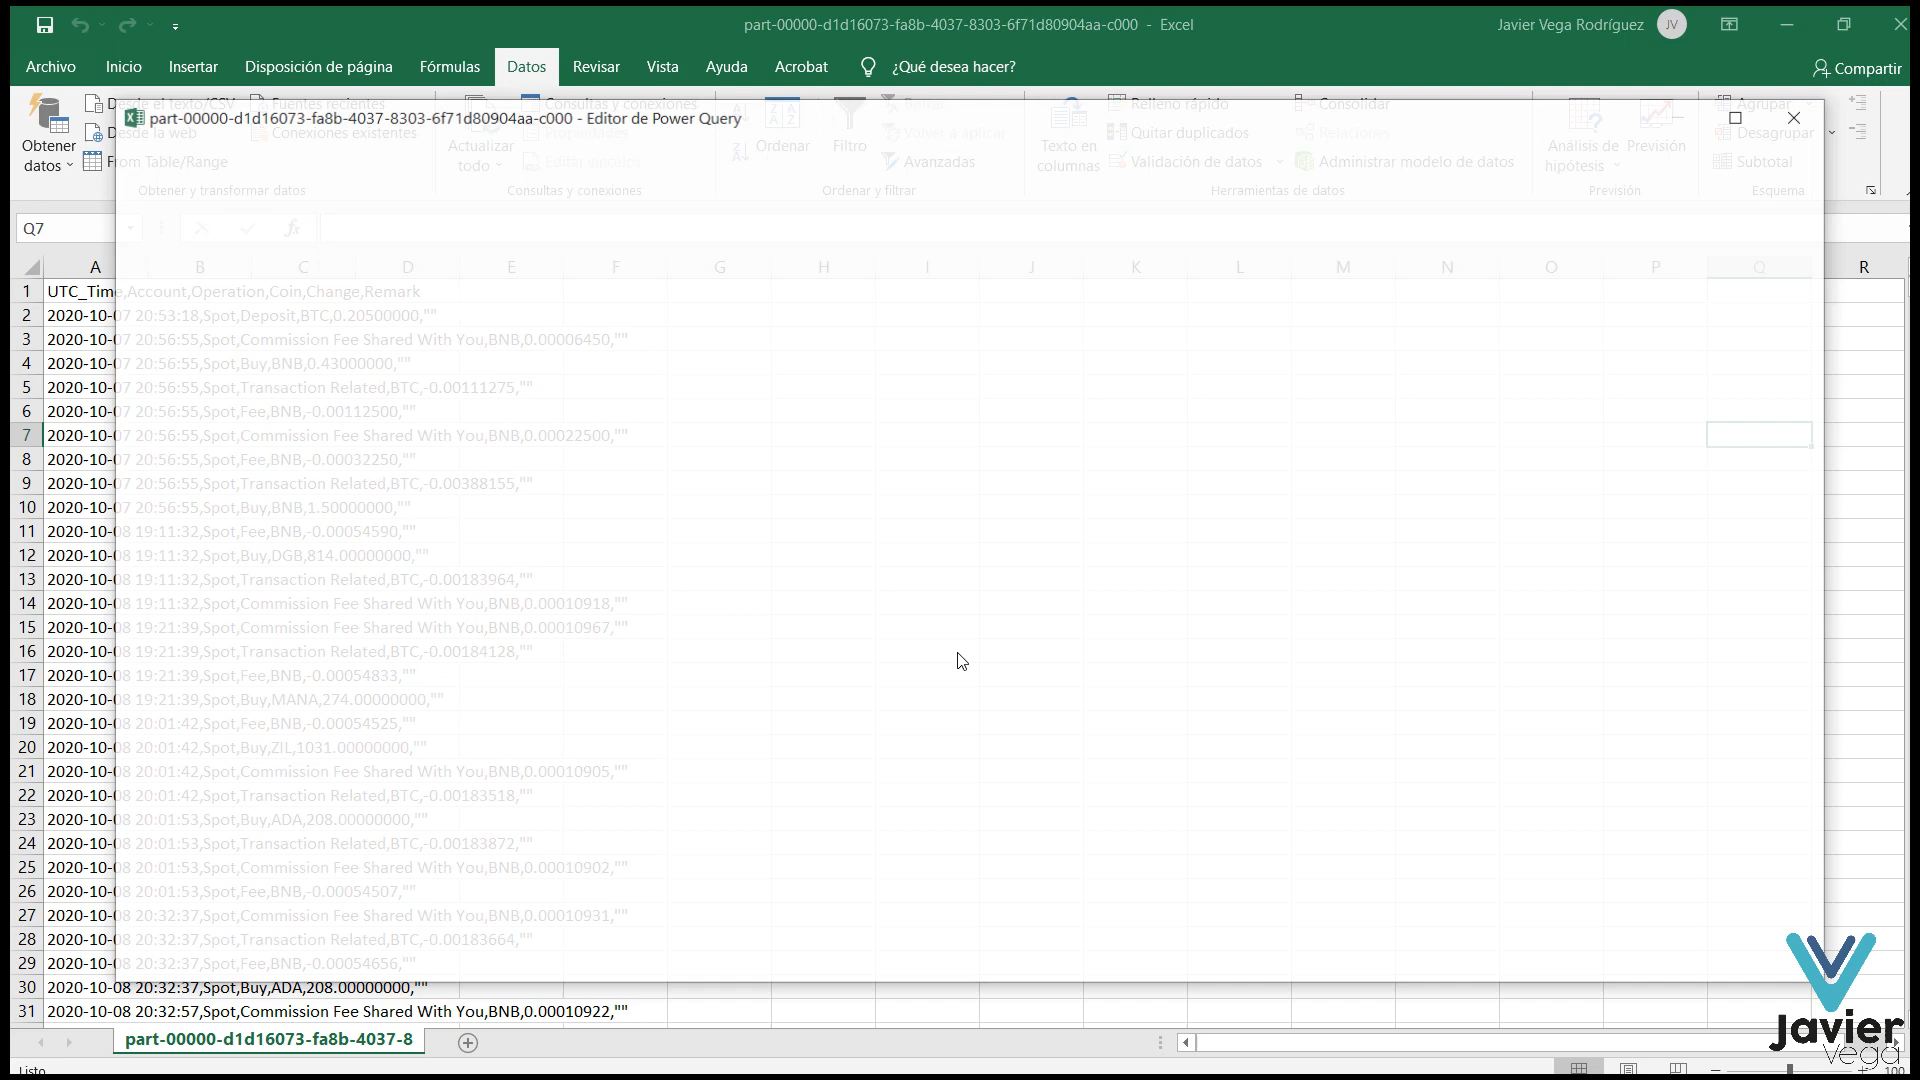 part-00000-d1d16073-fa8b-4037-8303-6f71d80904aa-c000 - Excel
Javier Vega Rodríguez
JV
Archivo Inicio Insertar Disposición de página Fórmulas Datos Revisar Vista Ayuda Acrobat ¿Qué desea hacer? Compartir
Desde el texto/CSV Fuentes recientes Consultas y conexiones Relleno rápido Consolidar Agrupar
part-00000-d1d16073-fa8b-4037-8303-6f71d80904aa-c000 - Editor de Power Query
Desde la web Conexiones existentes Propiedades Volver a aplicar Quitar duplicados Relaciones Desagrupar
Obtener datos Actualizar todo Ordenar Filtro Texto en columnas Análisis de hipótesis Previsión
From Table/Range Editar vínculos Avanzadas Validación de datos Administrar modelo de datos Subtotal
Obtener y transformar datos Consultas y conexiones Ordenar y filtrar Herramientas de datos Previsión Esquema
Q7 fx
A B C D E F G H I J K L M N O P Q R
1 UTC_Time,Account,Operation,Coin,Change,Remark
2 2020-10-07 20:53:18,Spot,Deposit,BTC,0.20500000,""
3 2020-10-07 20:56:55,Spot,Commission Fee Shared With You,BNB,0.00006450,""
4 2020-10-07 20:56:55,Spot,Buy,BNB,0.43000000,""
5 2020-10-07 20:56:55,Spot,Transaction Related,BTC,-0.00111275,""
6 2020-10-07 20:56:55,Spot,Fee,BNB,-0.00112500,""
7 2020-10-07 20:56:55,Spot,Commission Fee Shared With You,BNB,0.00022500,""
8 2020-10-07 20:56:55,Spot,Fee,BNB,-0.00032250,""
9 2020-10-07 20:56:55,Spot,Transaction Related,BTC,-0.00388155,""
10 2020-10-07 20:56:55,Spot,Buy,BNB,1.50000000,""
11 2020-10-08 19:11:32,Spot,Fee,BNB,-0.00054590,""
12 2020-10-08 19:11:32,Spot,Buy,DGB,814.00000000,""
13 2020-10-08 19:11:32,Spot,Transaction Related,BTC,-0.00183964,""
14 2020-10-08 19:11:32,Spot,Commission Fee Shared With You,BNB,0.00010918,""
15 2020-10-08 19:21:39,Spot,Commission Fee Shared With You,BNB,0.00010967,""
16 2020-10-08 19:21:39,Spot,Transaction Related,BTC,-0.00184128,""
17 2020-10-08 19:21:39,Spot,Fee,BNB,-0.00054833,""
18 2020-10-08 19:21:39,Spot,Buy,MANA,274.00000000,""
19 2020-10-08 20:01:42,Spot,Fee,BNB,-0.00054525,""
20 2020-10-08 20:01:42,Spot,Buy,ZIL,1031.00000000,""
21 2020-10-08 20:01:42,Spot,Commission Fee Shared With You,BNB,0.00010905,""
22 2020-10-08 20:01:42,Spot,Transaction Related,BTC,-0.00183518,""
23 2020-10-08 20:01:53,Spot,Buy,ADA,208.00000000,""
24 2020-10-08 20:01:53,Spot,Transaction Related,BTC,-0.00183872,""
25 2020-10-08 20:01:53,Spot,Commission Fee Shared With You,BNB,0.00010902,""
26 2020-10-08 20:01:53,Spot,Fee,BNB,-0.00054507,""
27 2020-10-08 20:32:37,Spot,Commission Fee Shared With You,BNB,0.00010931,""
28 2020-10-08 20:32:37,Spot,Transaction Related,BTC,-0.00183664,""
29 2020-10-08 20:32:37,Spot,Fee,BNB,-0.00054656,""
30 2020-10-08 20:32:37,Spot,Buy,ADA,208.00000000,""
31 2020-10-08 20:32:57,Spot,Commission Fee Shared With You,BNB,0.00010922,""
part-00000-d1d16073-fa8b-4037-8
Listo
100
Javier
Vega